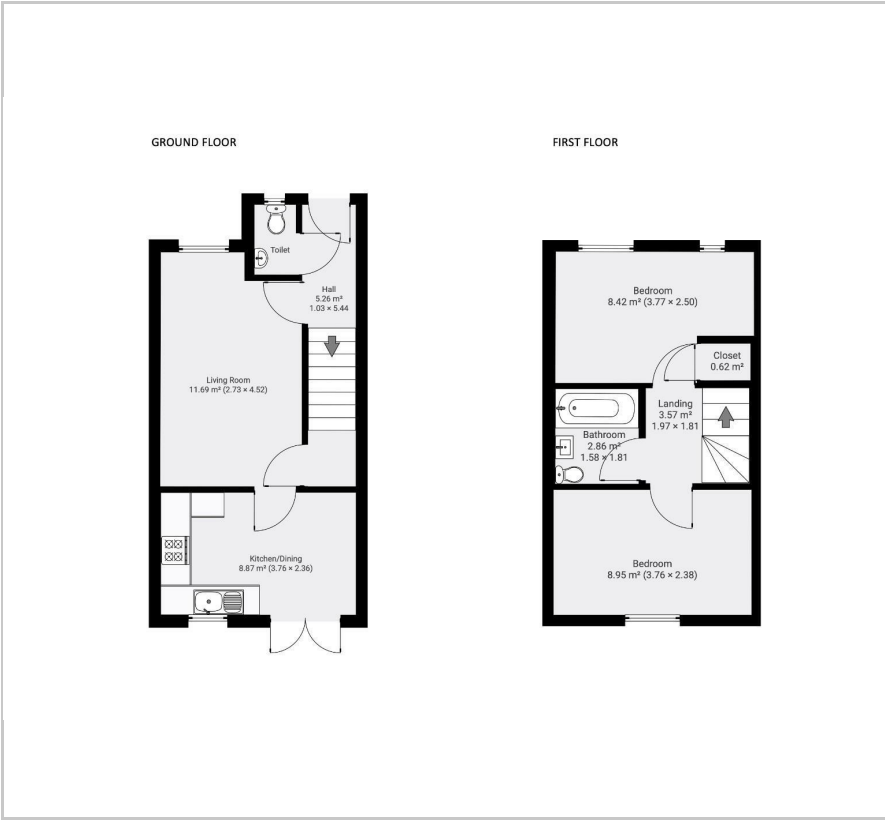 GROUND FLOOR
Toilet
Hall
5.26 m²
1.03 × 5.44
Living Room
11.69 m² (2.73 × 4.52)
Kitchen/Dining
8.87 m² (3.76 × 2.36)
FIRST FLOOR
Bedroom
8.42 m² (3.77 × 2.50)
Closet
0.62 m²
Landing
3.57 m²
1.97 × 1.81
Bathroom
2.86 m²
1.58 × 1.81
Bedroom
8.95 m² (3.76 × 2.38)